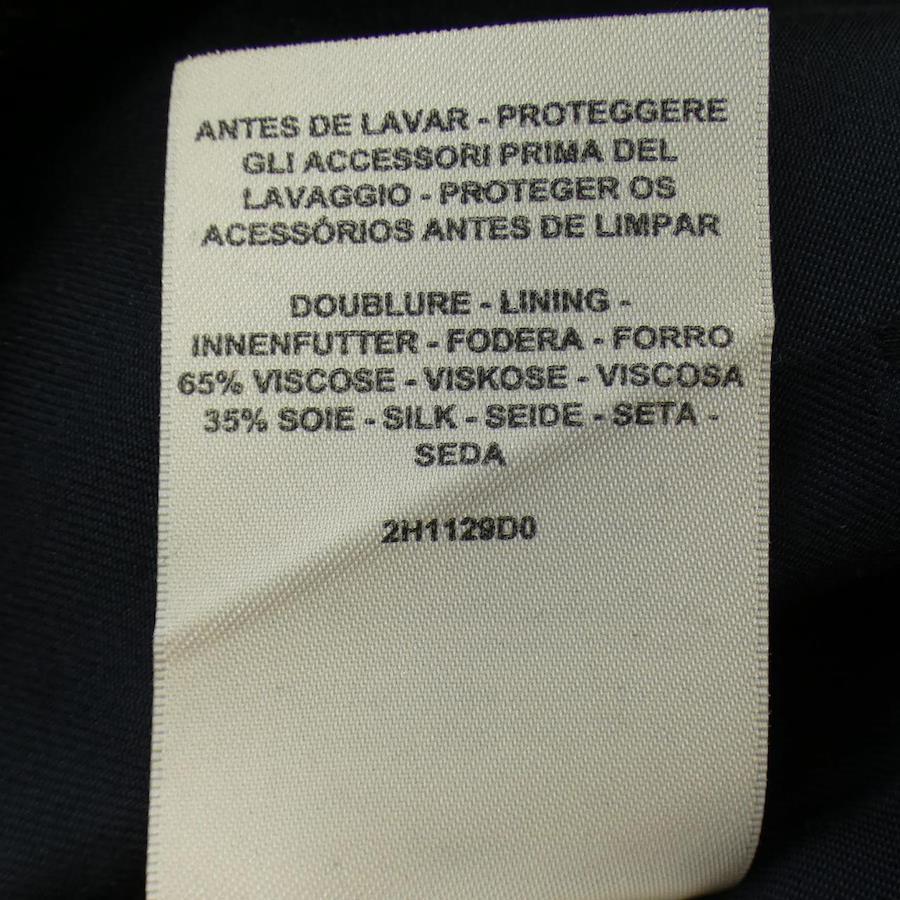 ANTES DE LAVAR - PROTEGGERE
GLI ACCESSORI PRIMA DEL
LAVAGGIO - PROTEGER OS
ACESSÓRIOS ANTES DE LIMPAR
DOUBLURE - LINING -
INNENFUTTER - FODERA - FORRO
65% VISCOSE - VISKOSE - VISCOSA
35% SOIE - SILK - SEIDE - SETA -
SEDA
2H1129D0